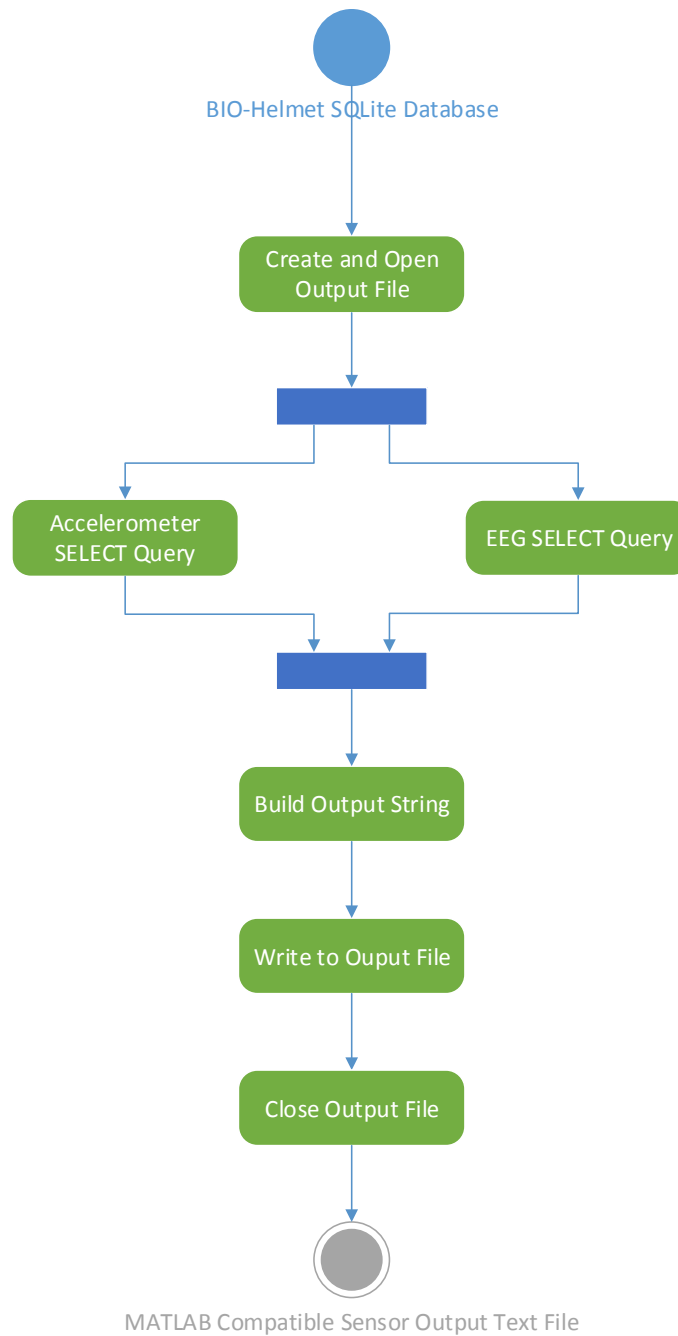 BIO-Helmet SQLite Database
Create and Open
Output File
Accelerometer
SELECT Query
EEG SELECT Query
Build Output String
Write to Ouput File
Close Output File
MATLAB Compatible Sensor Output Text File